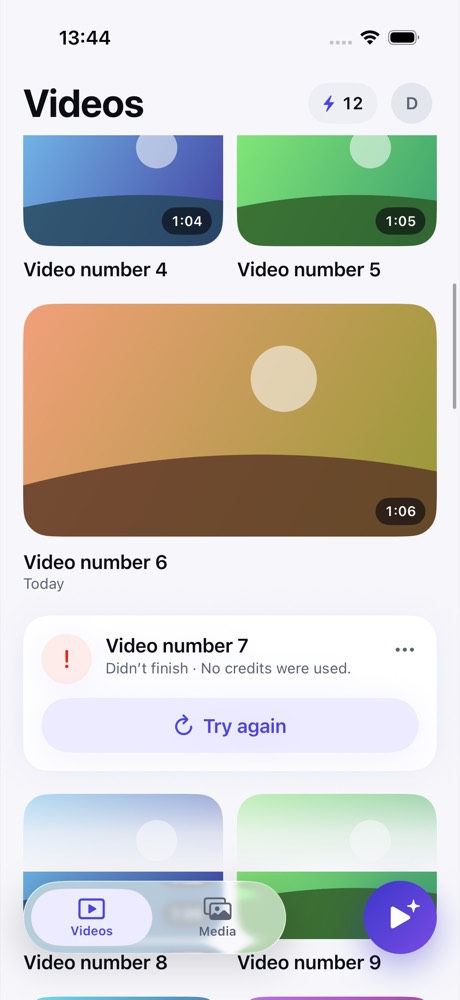 13:44
Videos
12
D
1:04
1:05
Video number 4
Video number 5
1:06
Video number 6
Today
!
Video number 7
Didn’t finish · No credits were used.
Try again
Videos
Media
Video number 8
Video number 9